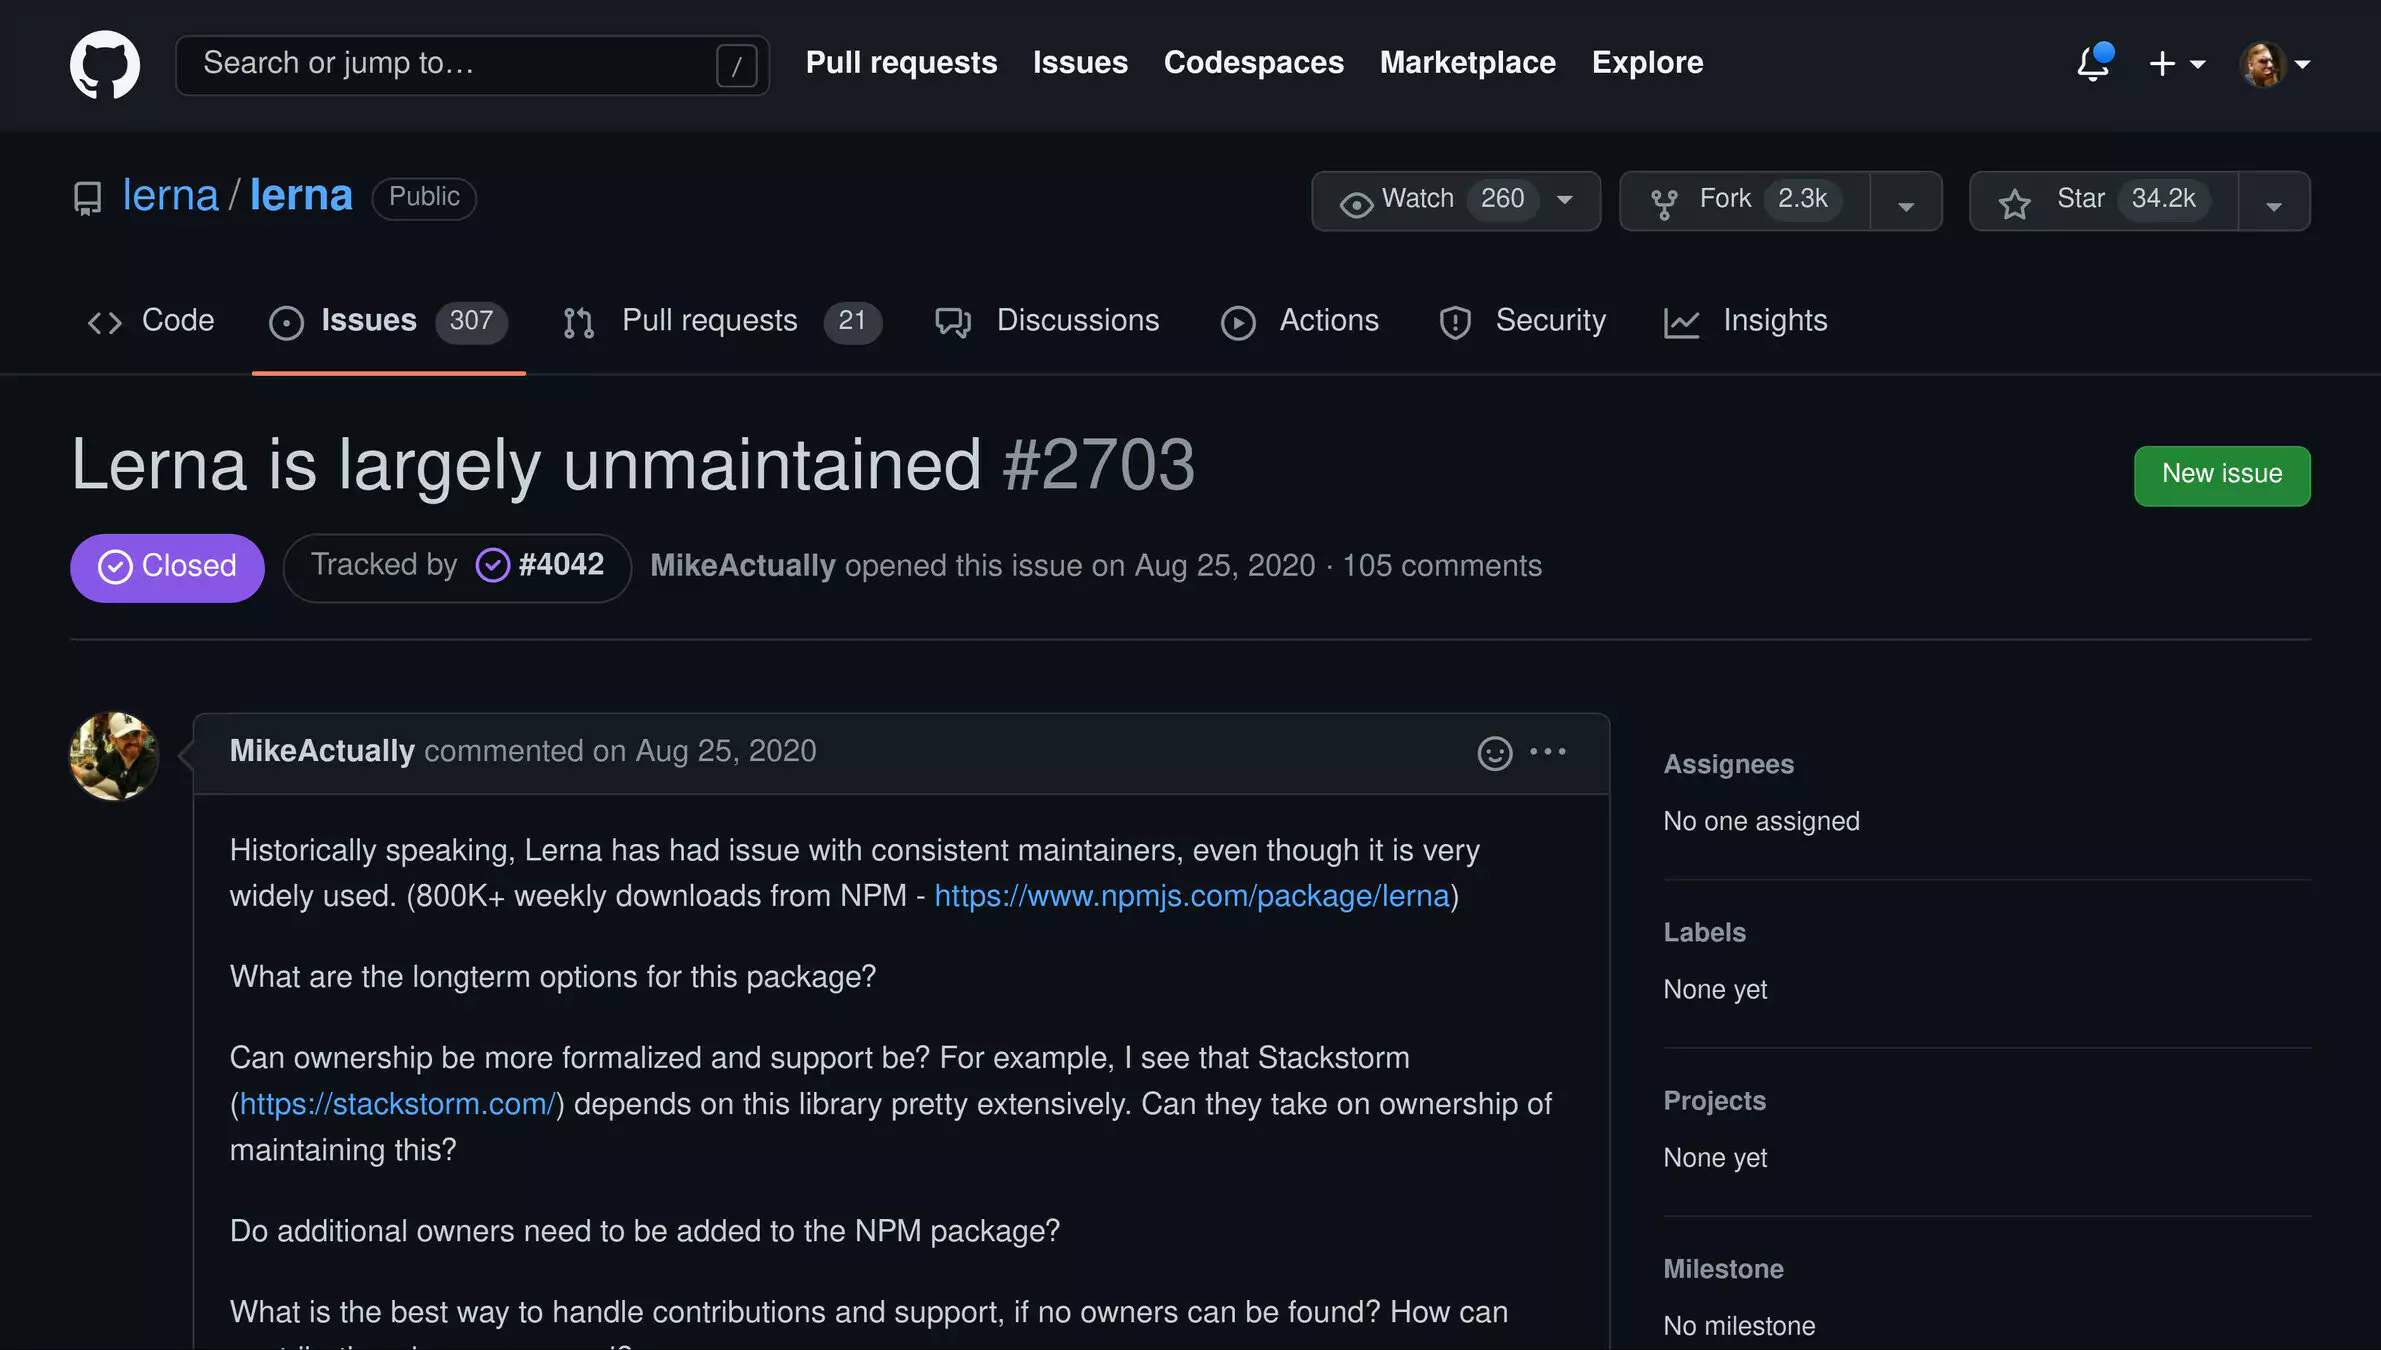 Search or jump to… /
Pull requests Issues Codespaces Marketplace Explore
lerna / lerna Public
Watch 260 Fork 2.3k Star 34.2k
Code Issues 307 Pull requests 21 Discussions Actions Security Insights
Lerna is largely unmaintained #2703
New issue
Closed Tracked by #4042 MikeActually opened this issue on Aug 25, 2020 · 105 comments
MikeActually commented on Aug 25, 2020
Historically speaking, Lerna has had issue with consistent maintainers, even though it is very
widely used. (800K+ weekly downloads from NPM - https://www.npmjs.com/package/lerna)
What are the longterm options for this package?
Can ownership be more formalized and support be? For example, I see that Stackstorm
(https://stackstorm.com/) depends on this library pretty extensively. Can they take on ownership of
maintaining this?
Do additional owners need to be added to the NPM package?
What is the best way to handle contributions and support, if no owners can be found? How can
Assignees
No one assigned
Labels
None yet
Projects
None yet
Milestone
No milestone